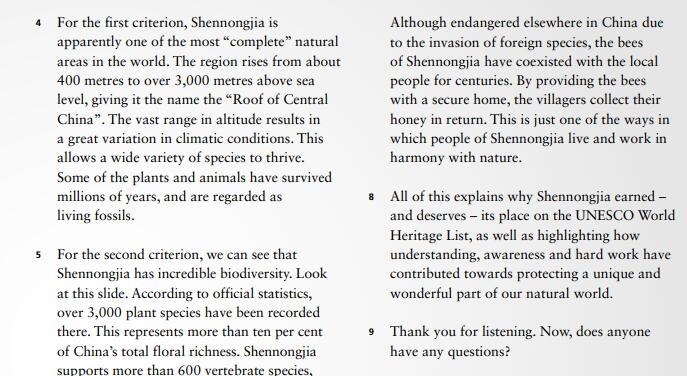 4 For the first criterion, Shennongjia is
apparently one of the most “complete” natural
areas in the world. The region rises from about
400 metres to over 3,000 metres above sea
level, giving it the name the “Roof of Central
China”. The vast range in altitude results in
a great variation in climatic conditions. This
allows a wide variety of species to thrive.
Some of the plants and animals have survived
millions of years, and are regarded as
living fossils.
5 For the second criterion, we can see that
Shennongjia has incredible biodiversity. Look
at this slide. According to official statistics,
over 3,000 plant species have been recorded
there. This represents more than ten per cent
of China’s total floral richness. Shennongjia
supports more than 600 vertebrate species,
Although endangered elsewhere in China due
to the invasion of foreign species, the bees
of Shennongjia have coexisted with the local
people for centuries. By providing the bees
with a secure home, the villagers collect their
honey in return. This is just one of the ways in
which people of Shennongjia live and work in
harmony with nature.
8 All of this explains why Shennongjia earned –
and deserves – its place on the UNESCO World
Heritage List, as well as highlighting how
understanding, awareness and hard work have
contributed towards protecting a unique and
wonderful part of our natural world.
9 Thank you for listening. Now, does anyone
have any questions?